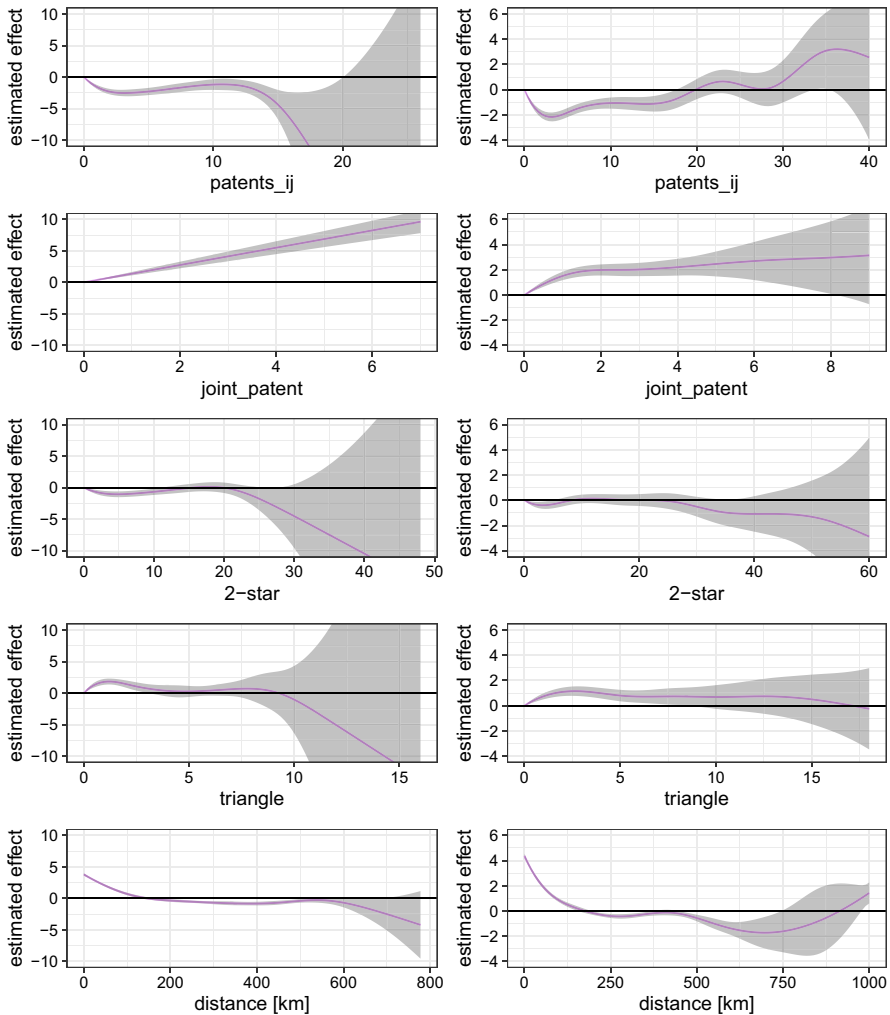 estimated effect
10
5
0
−5
−10
0 10 20
patents_ij
estimated effect
6
4
2
0
−2
−4
0 10 20 30 40
patents_ij
estimated effect
10
5
0
−5
−10
0 2 4 6
joint_patent
estimated effect
6
4
2
0
−2
−4
0 2 4 6 8
joint_patent
estimated effect
10
5
0
−5
−10
0 10 20 30 40 50
2−star
estimated effect
6
4
2
0
−2
−4
0 20 40 60
2−star
estimated effect
10
5
0
−5
−10
0 5 10 15
triangle
estimated effect
6
4
2
0
−2
−4
0 5 10 15
triangle
estimated effect
10
5
0
−5
−10
0 200 400 600 800
distance [km]
estimated effect
6
4
2
0
−2
−4
0 250 500 750 1000
distance [km]